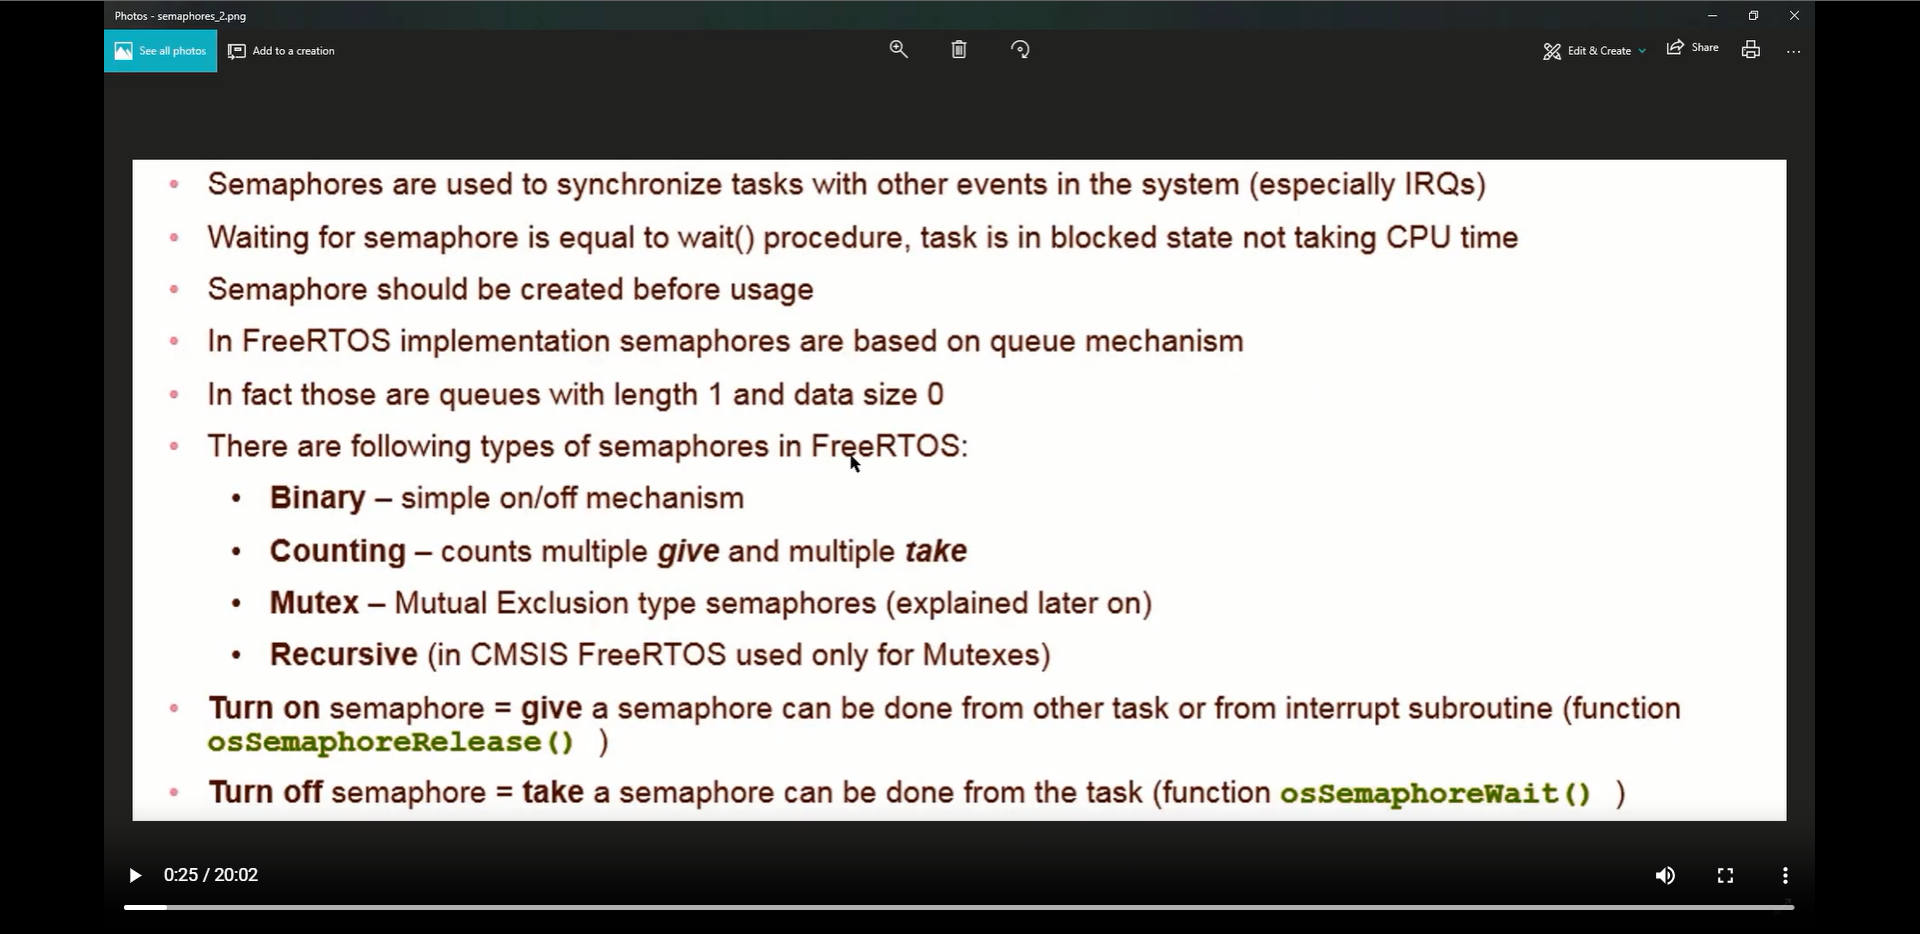 Photos - semaphores_2.png
See all photos
Add to a creation
Edit & Create
Share
• Semaphores are used to synchronize tasks with other events in the system (especially IRQs)
• Waiting for semaphore is equal to wait() procedure, task is in blocked state not taking CPU time
• Semaphore should be created before usage
• In FreeRTOS implementation semaphores are based on queue mechanism
• In fact those are queues with length 1 and data size 0
• There are following types of semaphores in FreeRTOS:
• Binary – simple on/off mechanism
• Counting – counts multiple give and multiple take
• Mutex – Mutual Exclusion type semaphores (explained later on)
• Recursive (in CMSIS FreeRTOS used only for Mutexes)
• Turn on semaphore = give a semaphore can be done from other task or from interrupt subroutine (function
osSemaphoreRelease() )
• Turn off semaphore = take a semaphore can be done from the task (function osSemaphoreWait() )
0:25 / 20:02